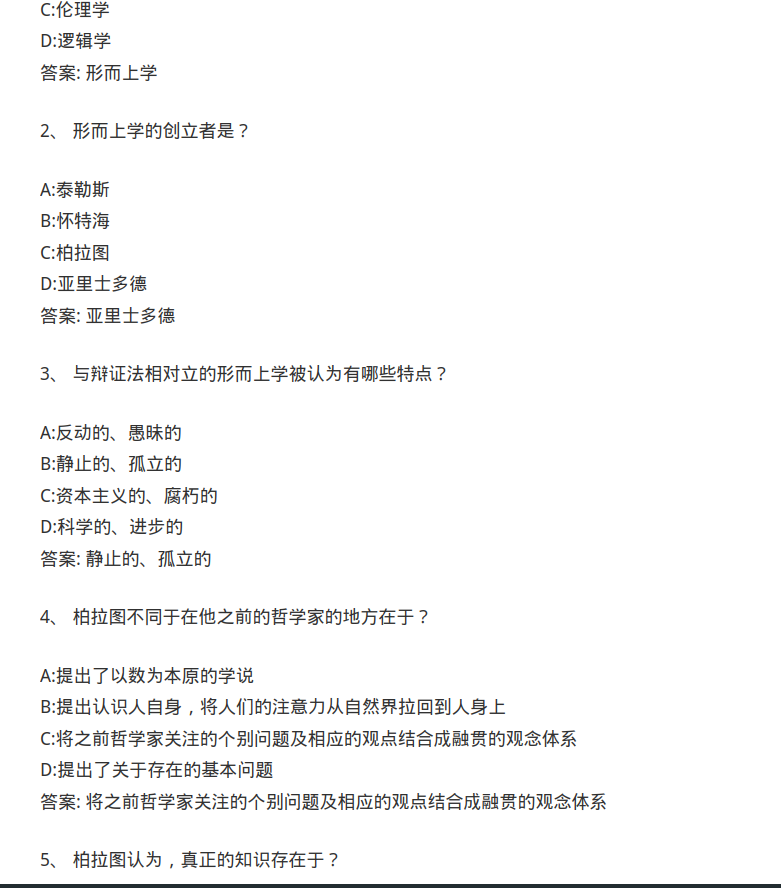 C:伦理学
D:逻辑学
答案: 形而上学
2、 形而上学的创立者是？
A:泰勒斯
B:怀特海
C:柏拉图
D:亚里士多德
答案: 亚里士多德
3、 与辩证法相对立的形而上学被认为有哪些特点？
A:反动的、愚昧的
B:静止的、孤立的
C:资本主义的、腐朽的
D:科学的、进步的
答案: 静止的、孤立的
4、 柏拉图不同于在他之前的哲学家的地方在于？
A:提出了以数为本原的学说
B:提出认识人自身，将人们的注意力从自然界拉回到人身上
C:将之前哲学家关注的个别问题及相应的观点结合成融贯的观念体系
D:提出了关于存在的基本问题
答案: 将之前哲学家关注的个别问题及相应的观点结合成融贯的观念体系
5、 柏拉图认为，真正的知识存在于？